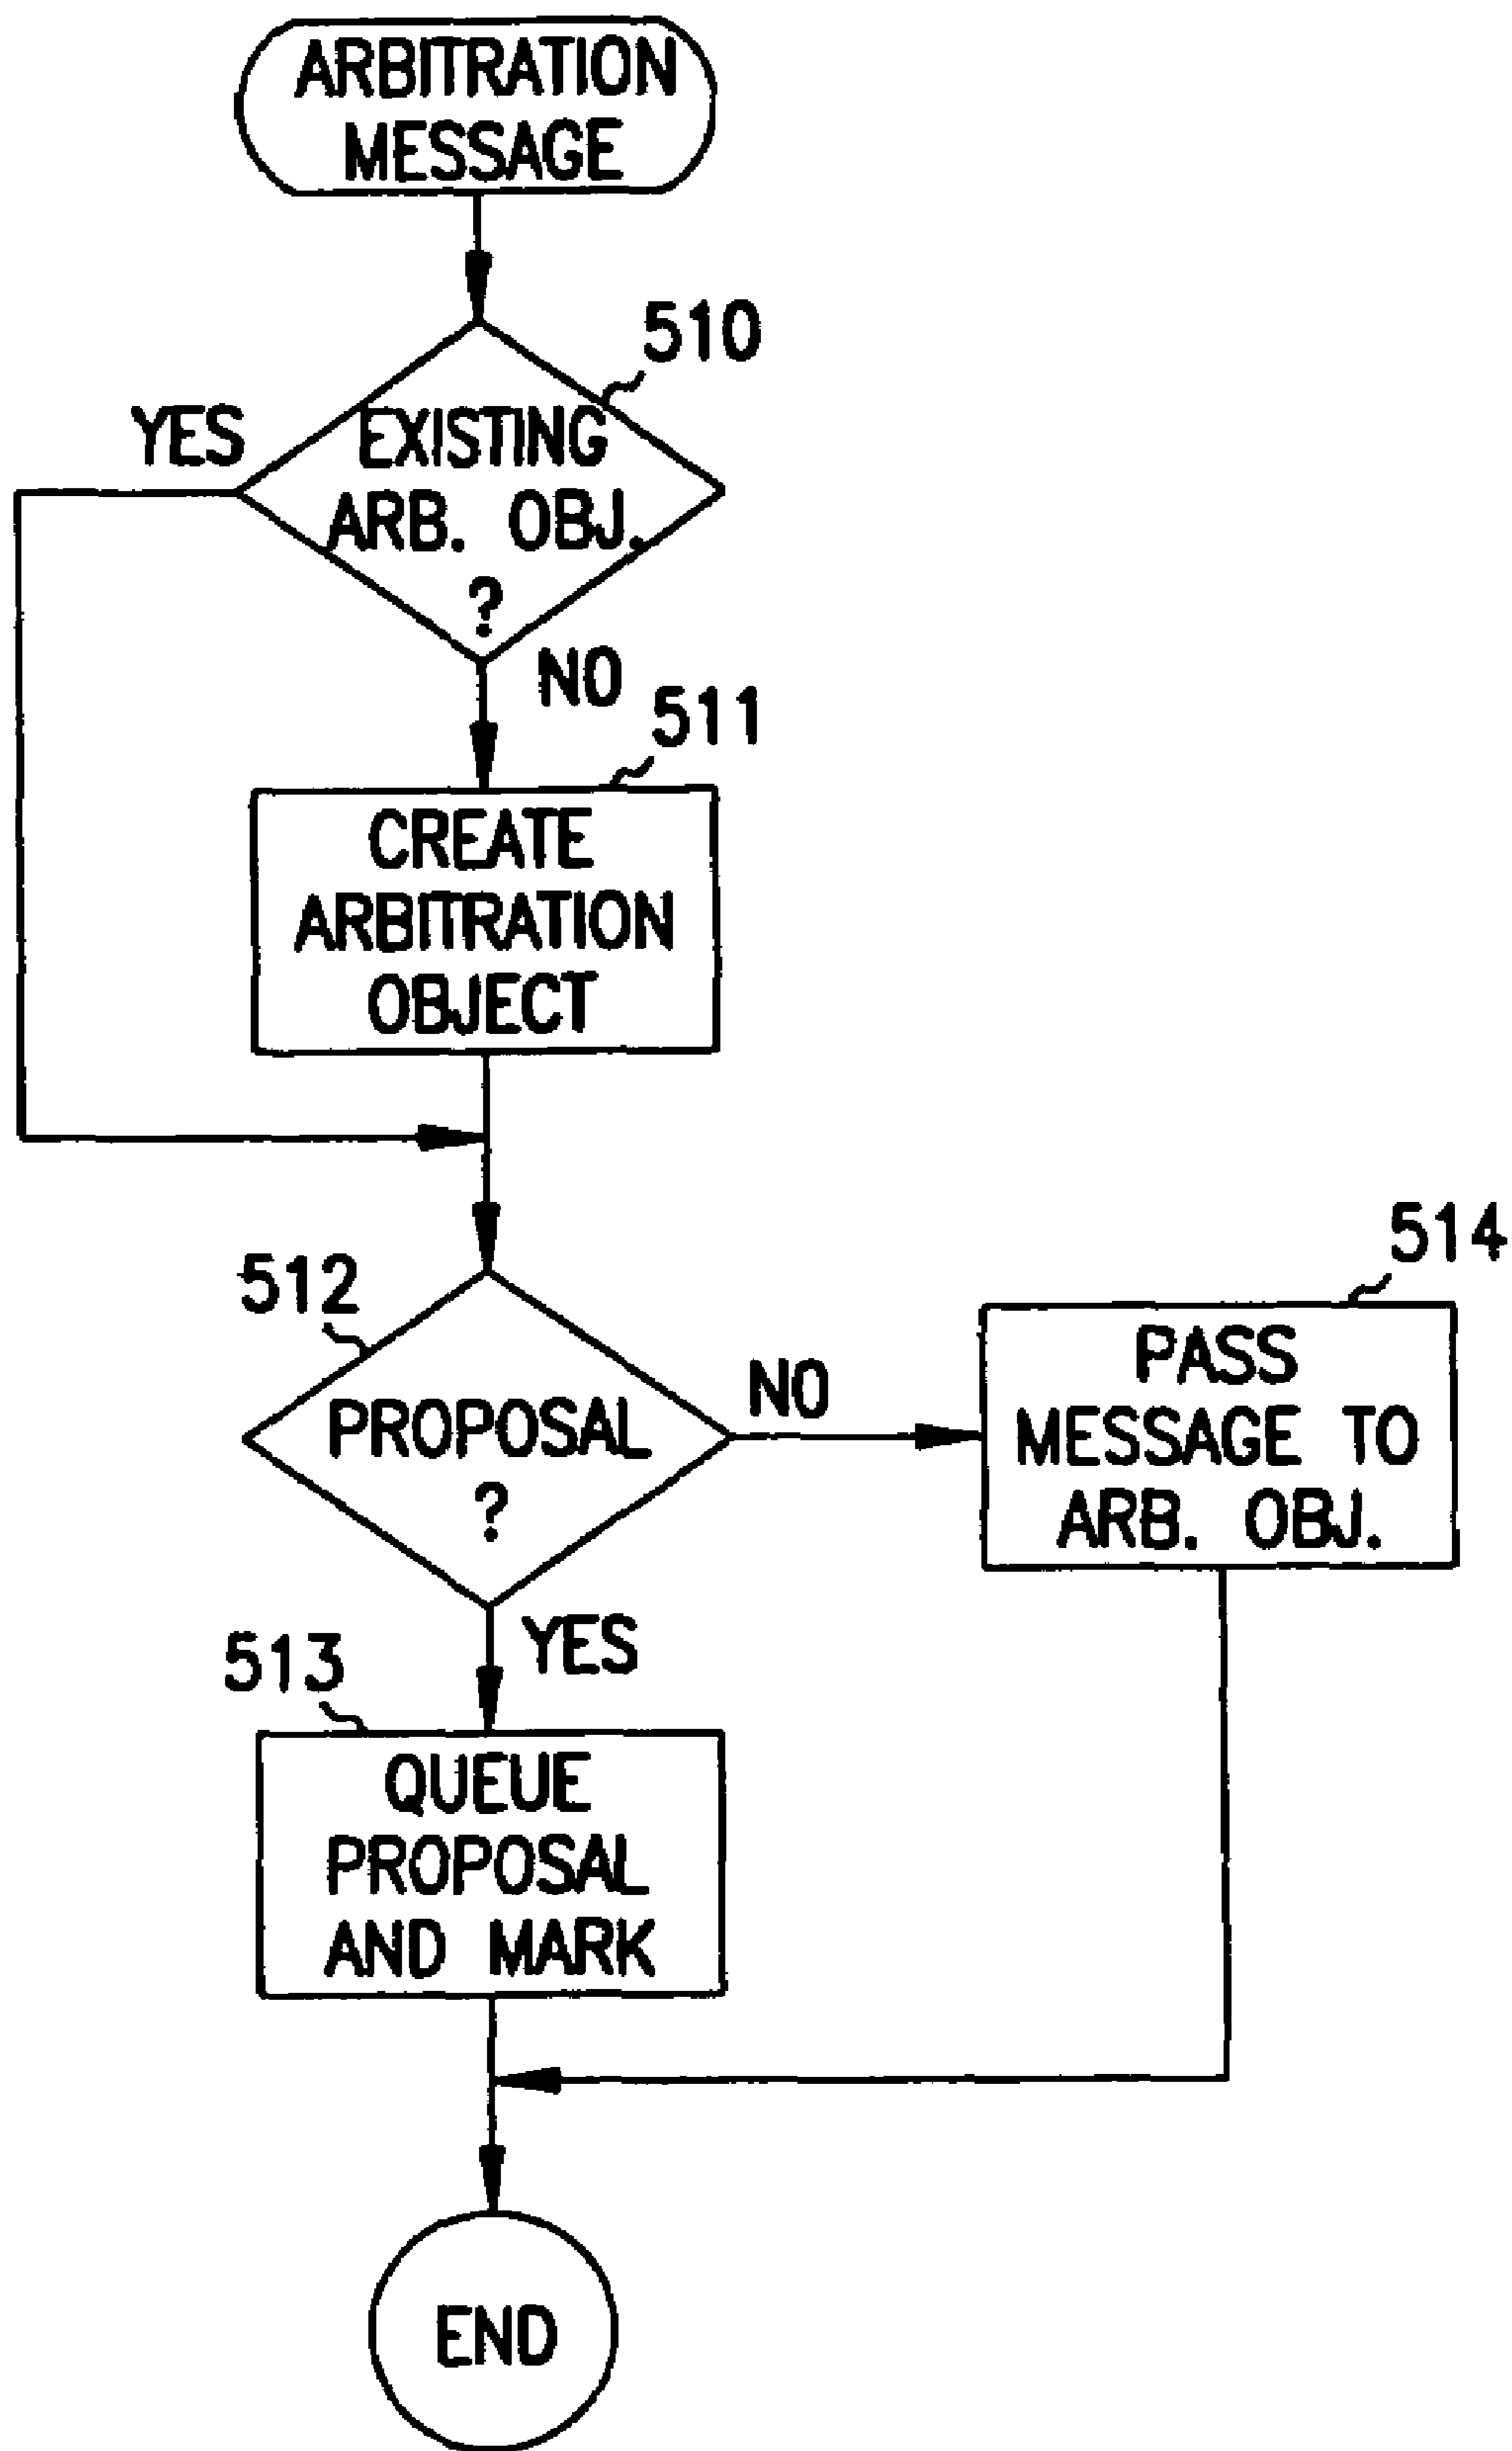 ARBITRATION
MESSAGE
510
YES
EXISTING
ARB. OBJ.
?
NO
511
CREATE
ARBITRATION
OBJECT
512
PROPOSAL
?
NO
514
PASS
MESSAGE TO
ARB. OBJ.
YES
513
QUEUE
PROPOSAL
AND MARK
END